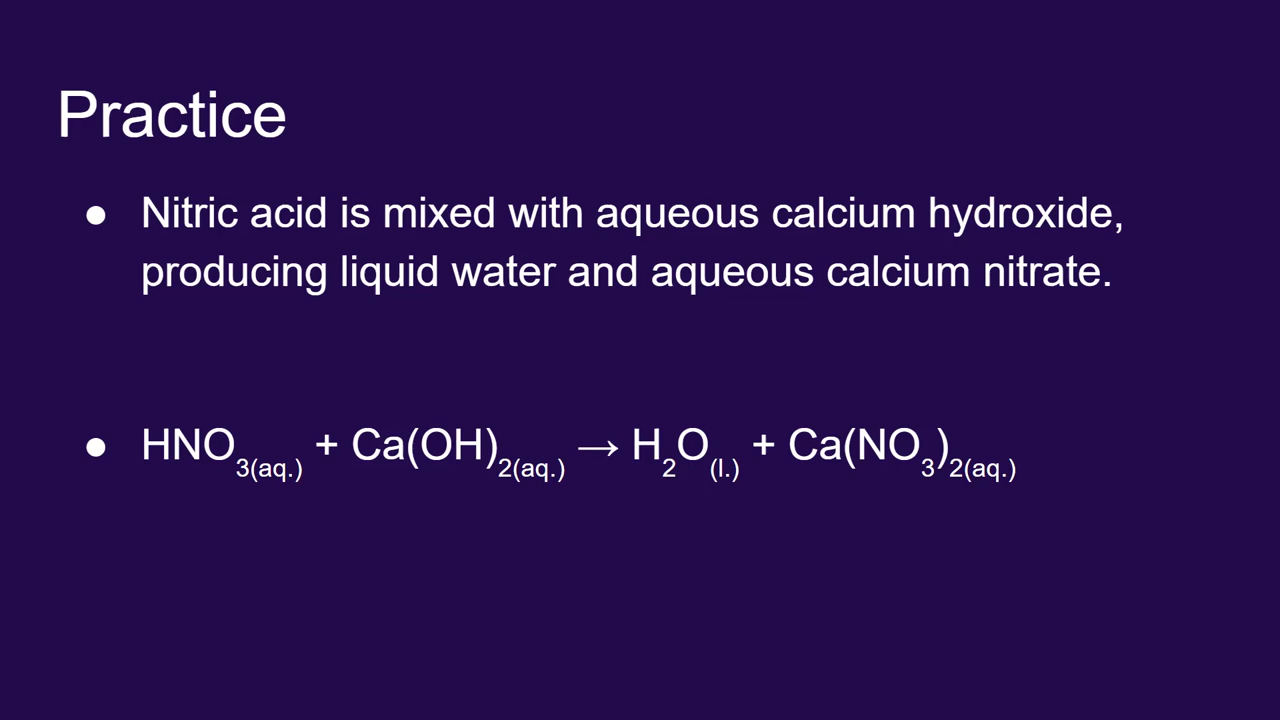 Practice
● Nitric acid is mixed with aqueous calcium hydroxide,
producing liquid water and aqueous calcium nitrate.
● HNO₃(aq.) + Ca(OH)₂(aq.) → H₂O(l.) + Ca(NO₃)₂(aq.)